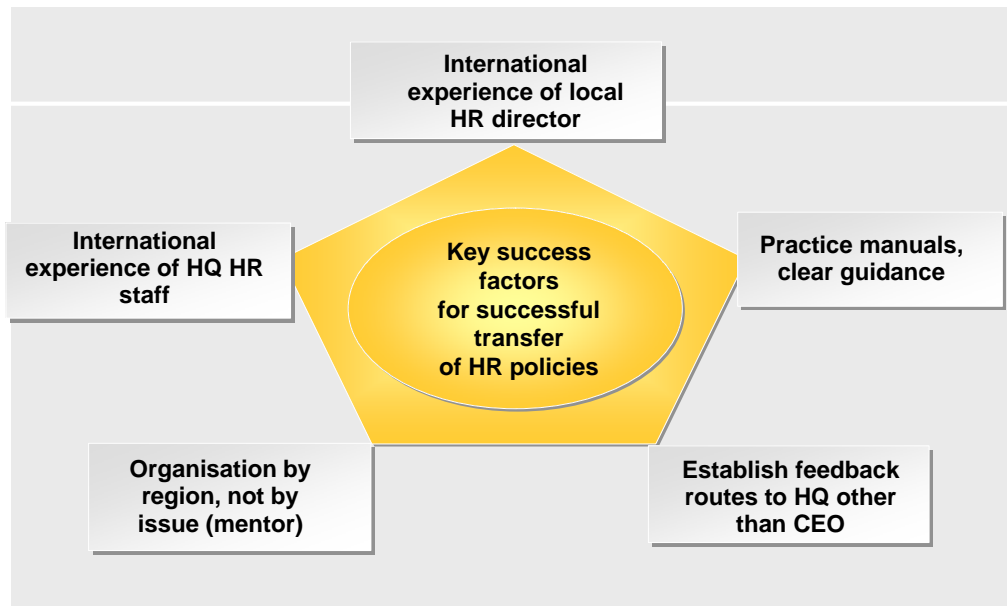 International
experience of local
HR director
International
experience of HQ HR
staff
Key success
factors
for successful
transfer
of HR policies
Practice manuals,
clear guidance
Organisation by
region, not by
issue (mentor)
Establish feedback
routes to HQ other
than CEO